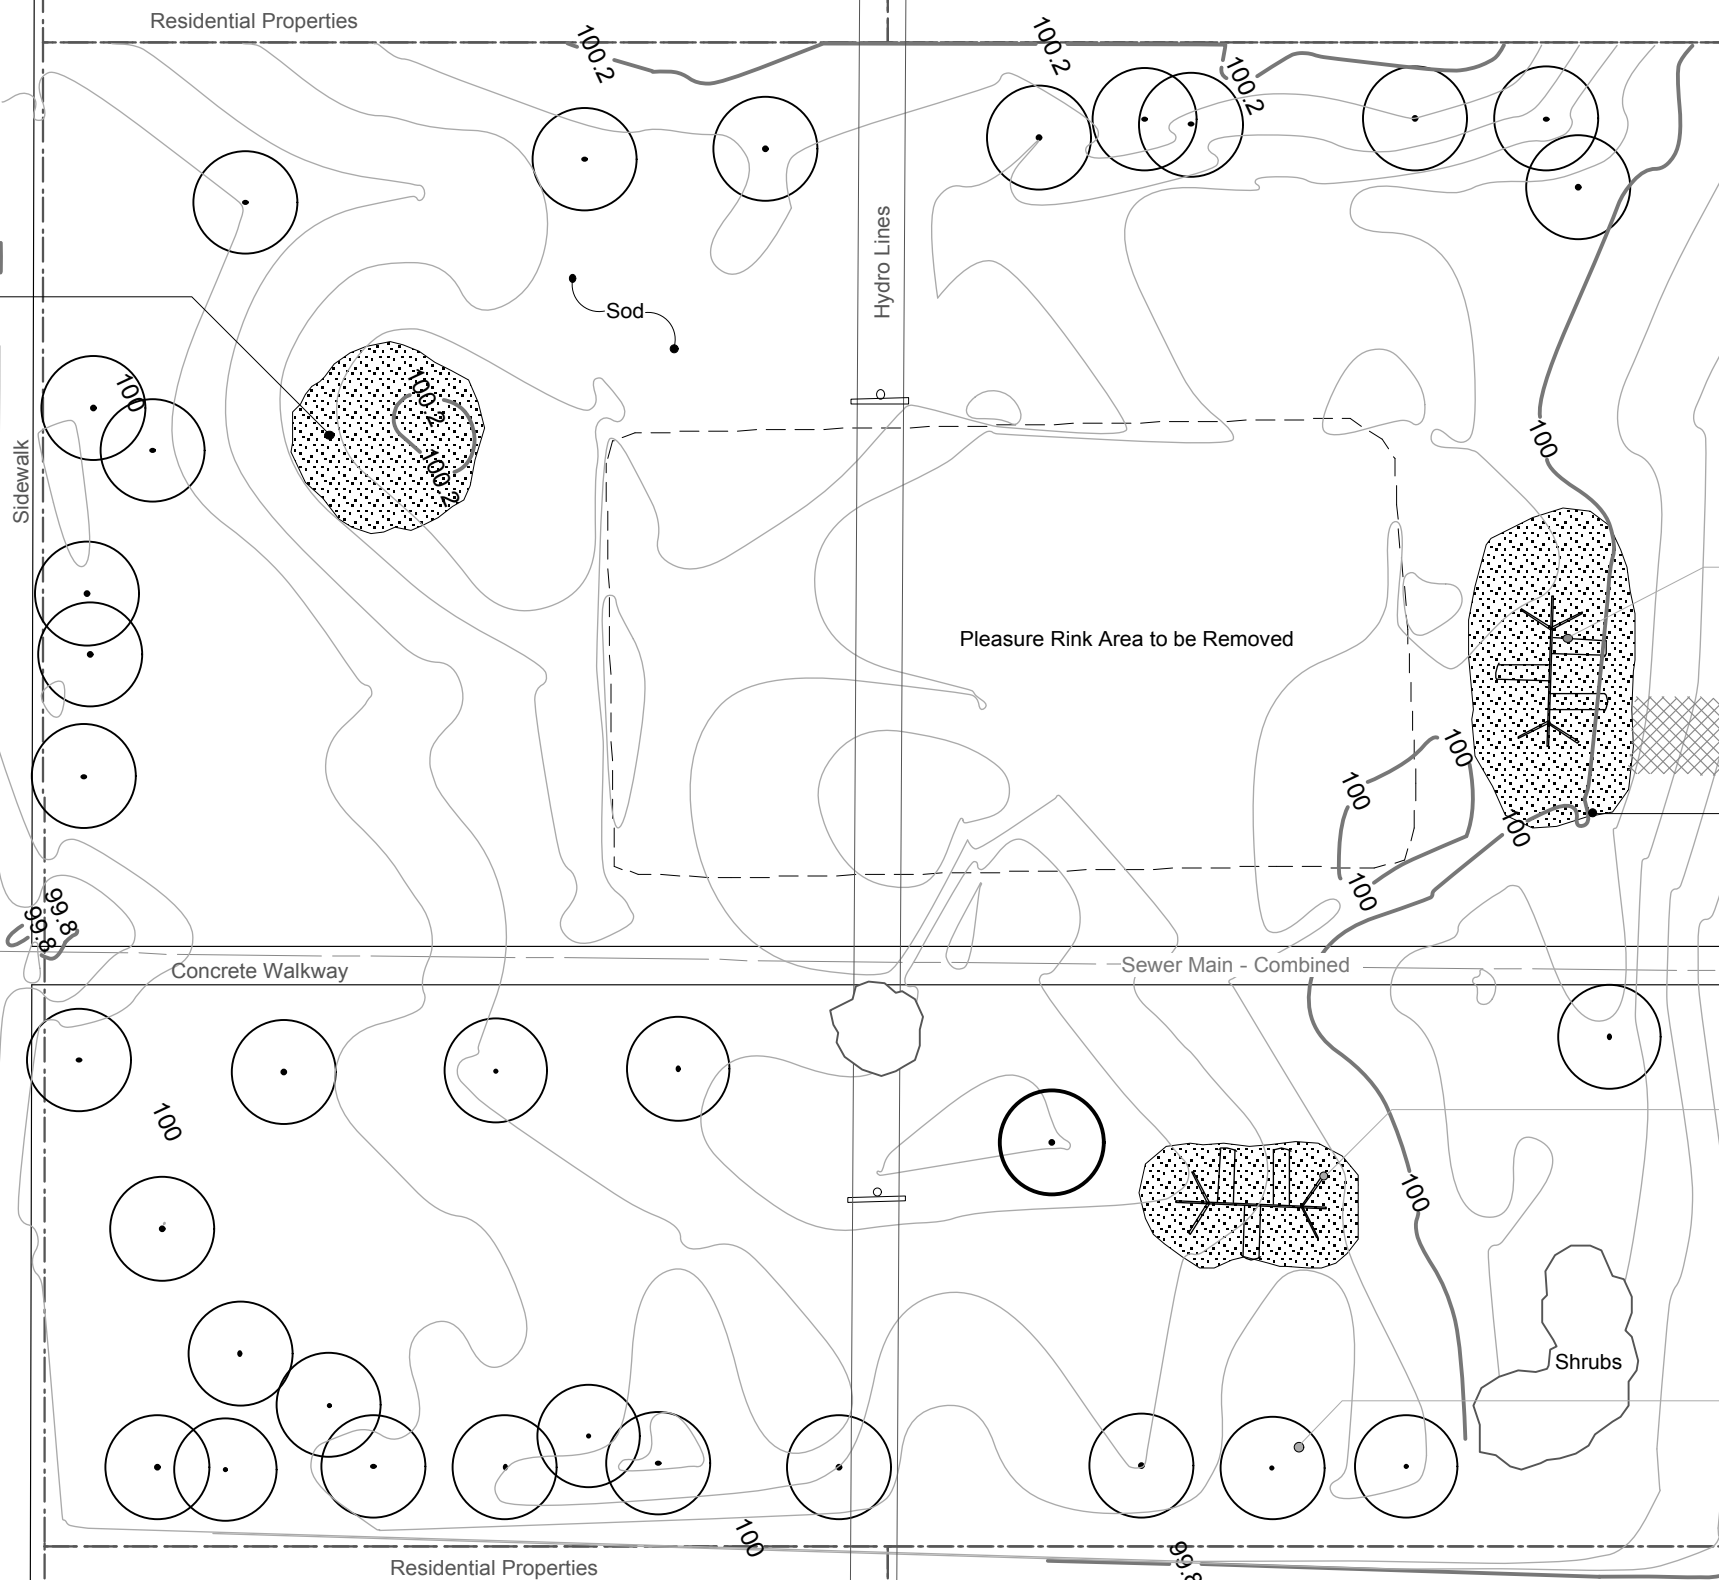 Residential Properties
100.2
100.2
100.2
Hydro Lines
Sod
100
100.2
100.2
100
Sidewalk
Pleasure Rink Area to be Removed
100
100
100
100
99.8
99.8
Concrete Walkway
Sewer Main - Combined
100
100
Shrubs
100
99.8
Residential Properties